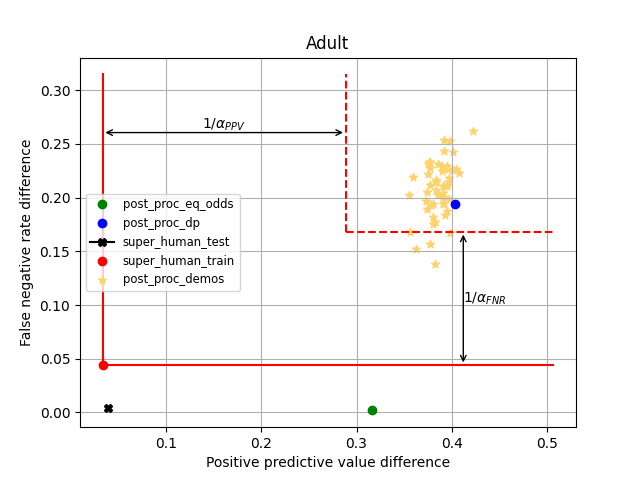 Adult
False negative rate difference
0.30
0.25
0.20
0.15
0.10
0.05
0.00
1/α_PPV
1/α_FNR
post_proc_eq_odds
post_proc_dp
super_human_test
super_human_train
post_proc_demos
0.1 0.2 0.3 0.4 0.5
Positive predictive value difference